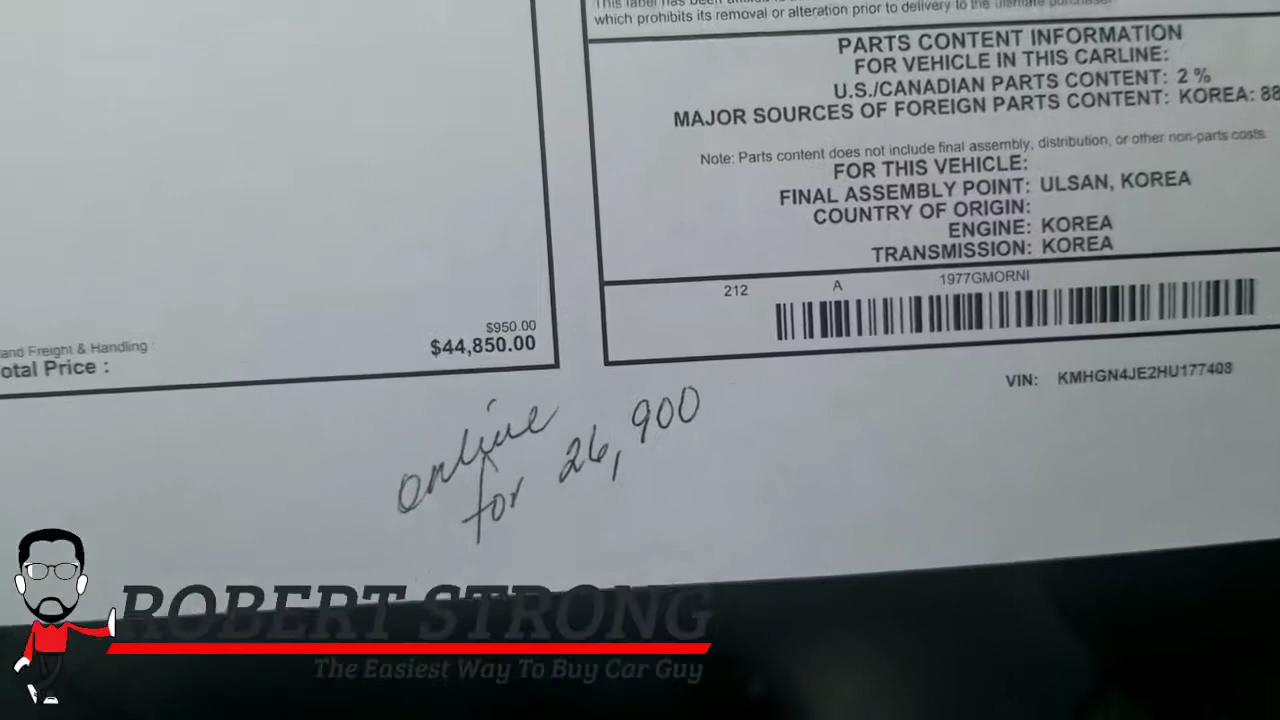 which prohibits its removal or alteration prior to delivery to the ultimate purchaser.
PARTS CONTENT INFORMATION
FOR VEHICLE IN THIS CARLINE:
U.S./CANADIAN PARTS CONTENT: 2 %
MAJOR SOURCES OF FOREIGN PARTS CONTENT: KOREA: 88
Note: Parts content does not include final assembly, distribution, or other non-parts costs.
FOR THIS VEHICLE:
FINAL ASSEMBLY POINT: ULSAN, KOREA
COUNTRY OF ORIGIN:
ENGINE: KOREA
TRANSMISSION: KOREA
212 A 1977GMORNI
VIN: KMHGN4JE2HU177408
land Freight & Handling $950.00
otal Price : $44,850.00
online
for 26,900
ROBERT STRONG
The Easiest Way To Buy Car Guy